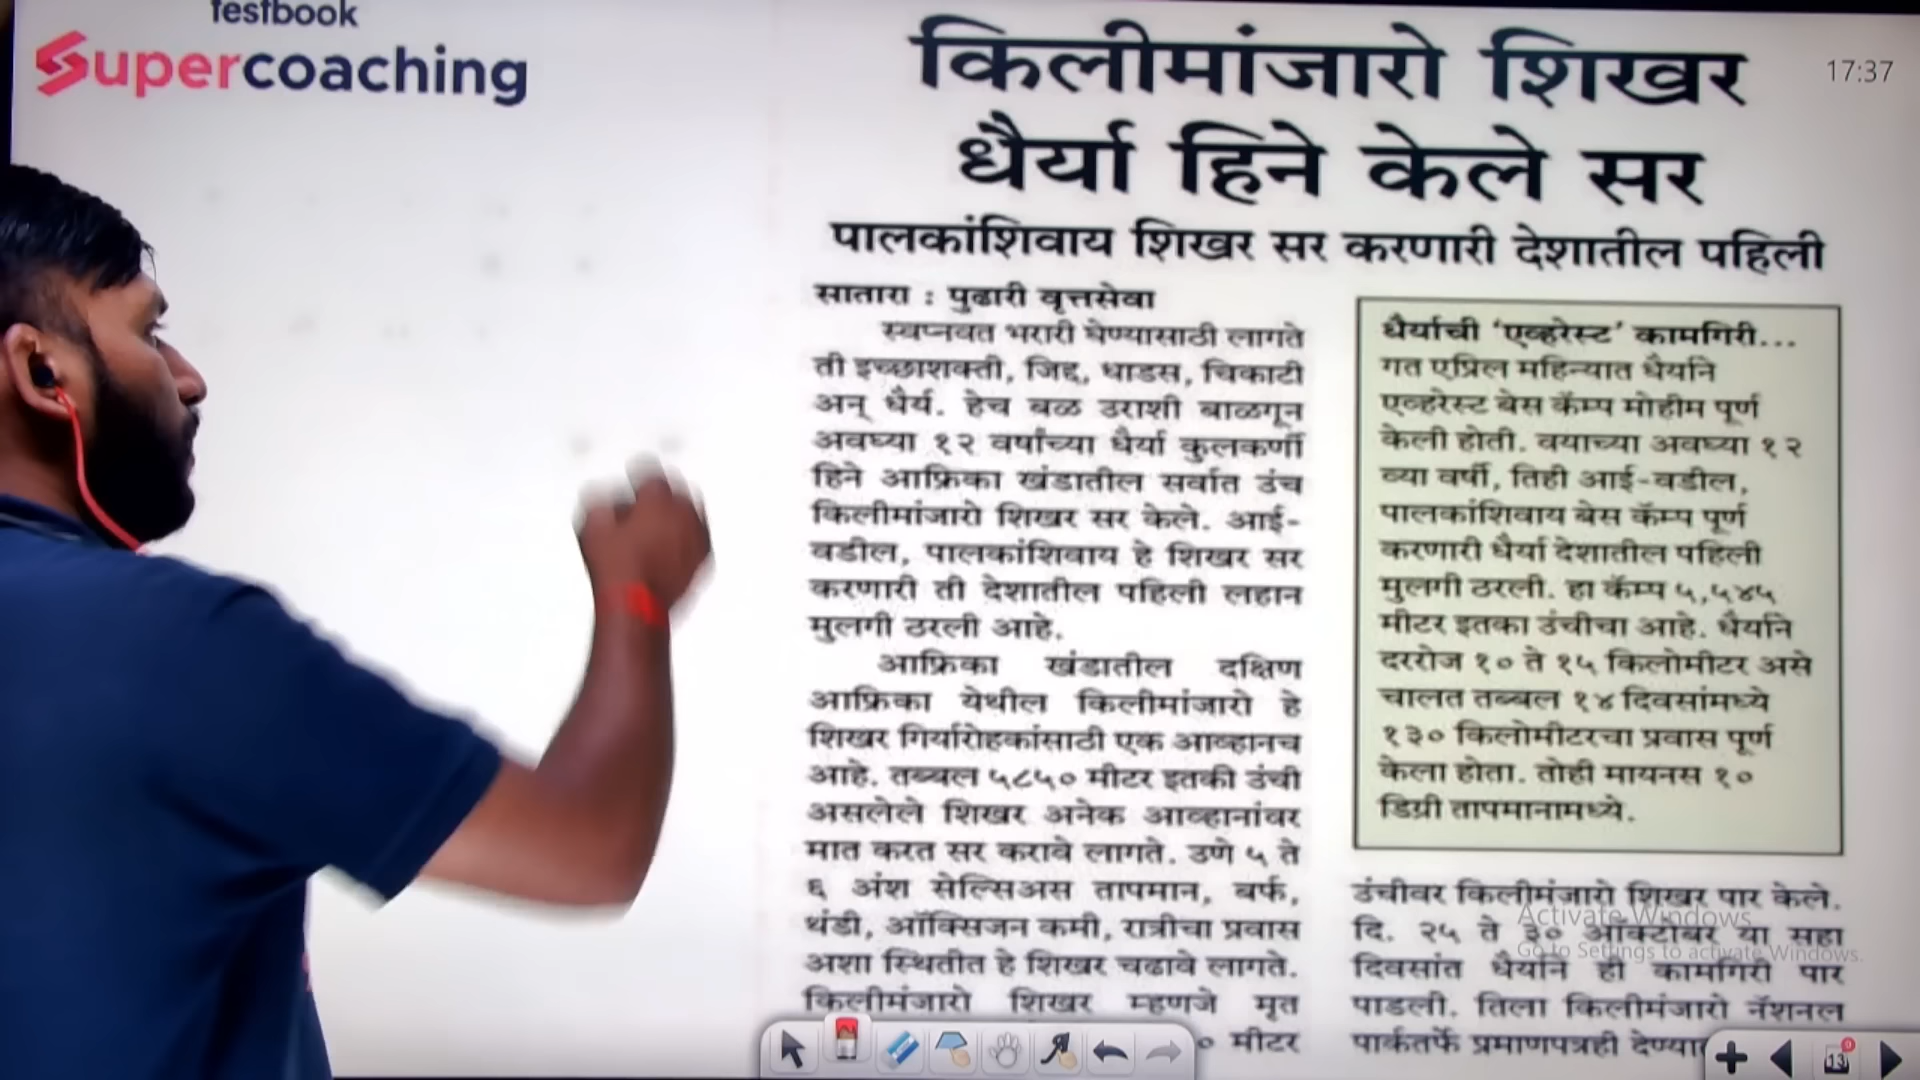 testbook
Supercoaching
17:37
किलीमांजारो शिखर
धैर्या हिने केले सर
पालकांशिवाय शिखर सर करणारी देशातील पहिली
सातारा : पुढारी वृत्तसेवा
स्वप्नवत भरारी घेण्यासाठी लागते
ती इच्छाशक्ती, जिद्द, धाडस, चिकाटी
अन् धैर्य. हेच बळ उराशी बाळगून
अवघ्या १२ वर्षांच्या धैर्या कुलकर्णी
हिने आफ्रिका खंडातील सर्वात उंच
किलीमांजारो शिखर सर केले. आई-
वडील, पालकांशिवाय हे शिखर सर
करणारी ती देशातील पहिली लहान
मुलगी ठरली आहे.
आफ्रिका खंडातील दक्षिण
आफ्रिका येथील किलीमांजारो हे
शिखर गिर्यारोहकांसाठी एक आव्हानच
आहे. तब्बल ५८५० मीटर इतकी उंची
असलेले शिखर अनेक आव्हानांवर
मात करत सर करावे लागते. उणे ५ ते
६ अंश सेल्सिअस तापमान, बर्फ,
थंडी, ऑक्सिजन कमी, रात्रीचा प्रवास
अशा स्थितीत हे शिखर चढावे लागते.
किलीमंजारो शिखर म्हणजे मृत
० मीटर
धैर्याची ‘एव्हरेस्ट’ कामगिरी...
गत एप्रिल महिन्यात धैर्याने
एव्हरेस्ट बेस कॅम्प मोहीम पूर्ण
केली होती. वयाच्या अवघ्या १२
व्या वर्षी, तिही आई-वडील,
पालकांशिवाय बेस कॅम्प पूर्ण
करणारी धैर्या देशातील पहिली
मुलगी ठरली. हा कॅम्प ५,५४५
मीटर इतका उंचीचा आहे. धैर्याने
दररोज १० ते १५ किलोमीटर असे
चालत तब्बल १४ दिवसांमध्ये
१३० किलोमीटरचा प्रवास पूर्ण
केला होता. तोही मायनस १०
डिग्री तापमानामध्ये.
उंचीवर किलीमंजारो शिखर पार केले.
दि. २५ ते ३० ऑक्टोबर या सहा
दिवसांत धैर्याने ही कामगिरी पार
पाडली. तिला किलीमंजारो नॅशनल
पार्कतर्फे प्रमाणपत्रही
Activate Windows
Go to Settings to activate Windows.
13